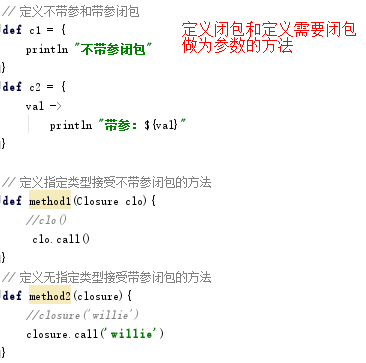 // 定义不带参和带参闭包
def c1 = {
println "不带参闭包"
}
定义闭包和定义需要闭包
做为参数的方法
def c2 = {
val ->
println "带参：${val}"
}
// 定义指定类型接受不带参闭包的方法
def method1(Closure clo){
//clo()
clo.call()
}
// 定义无指定类型接受带参闭包的方法
def method2(closure){
//closure('willie')
closure.call('willie')
}